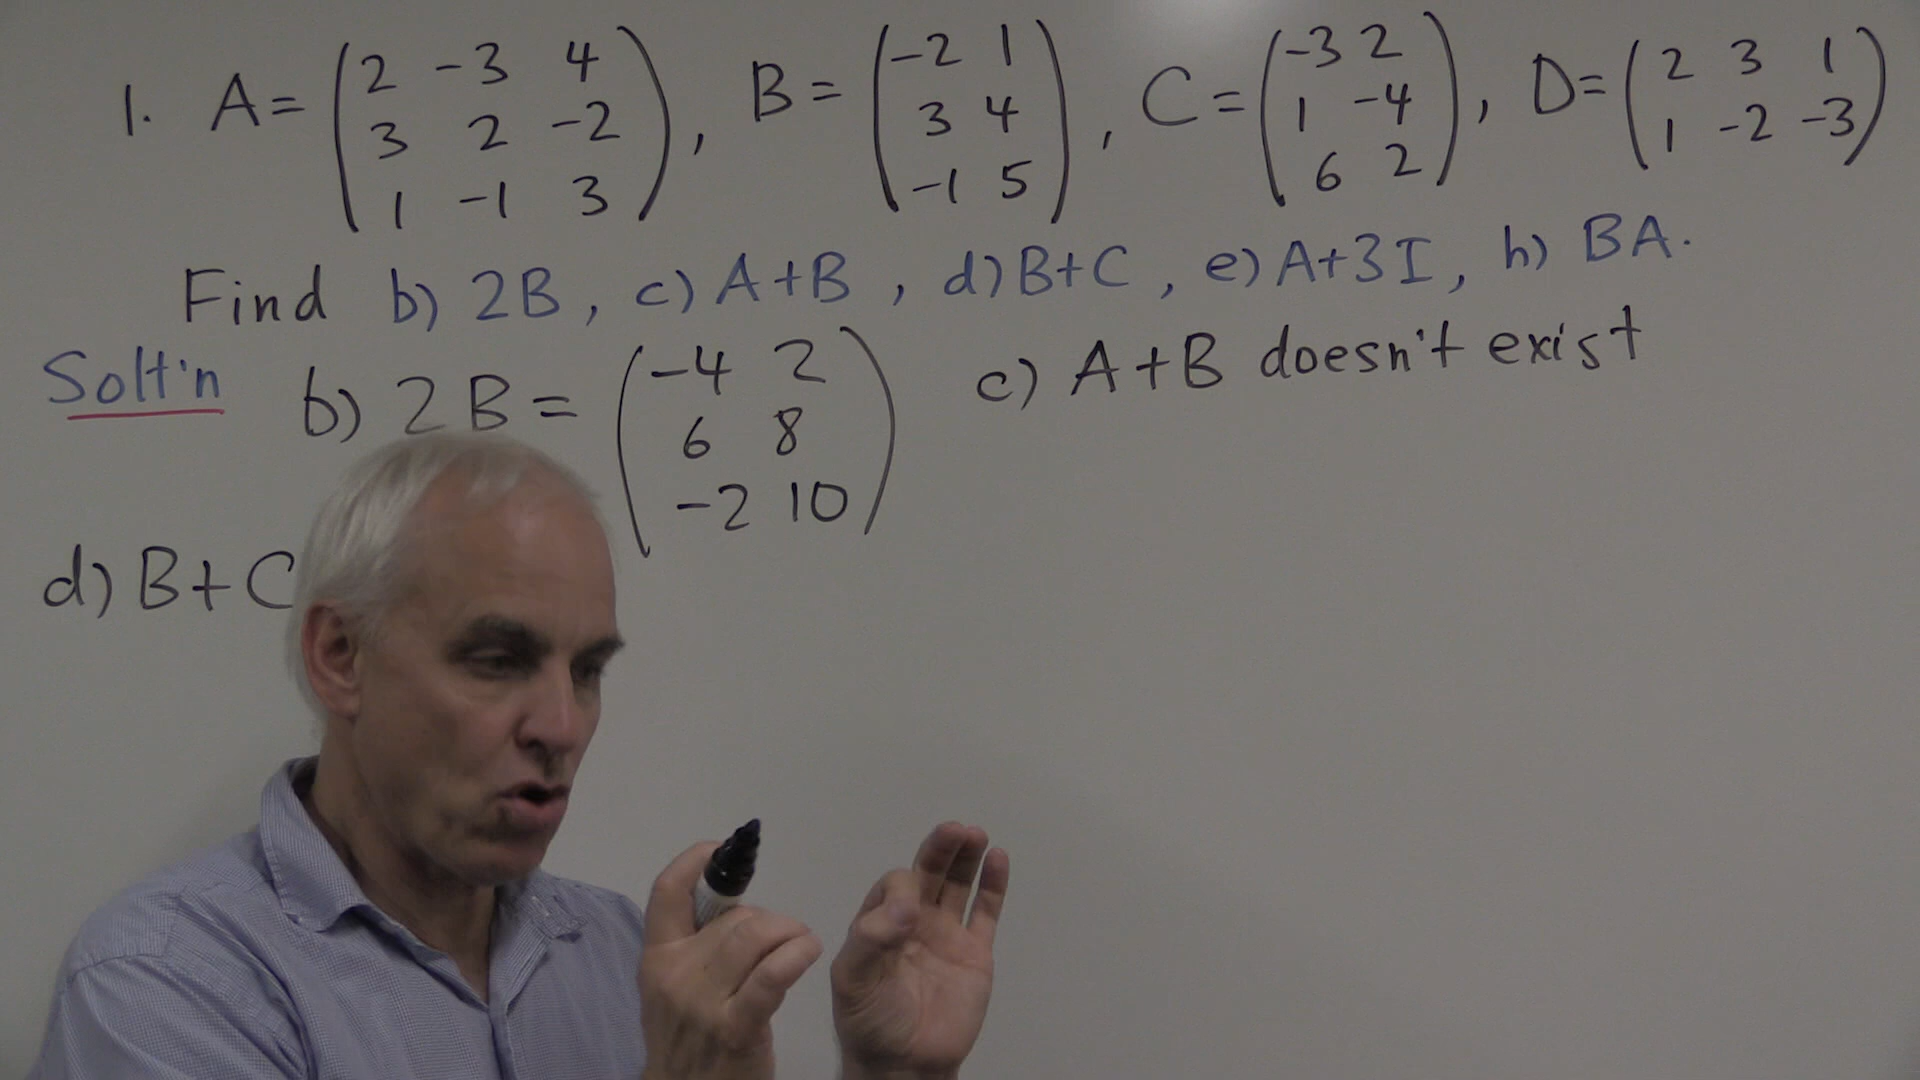 1. A = (2 -3 4 / 3 2 -2 / 1 -1 3), B = (-2 1 / 3 4 / -1 5), C = (-3 2 / 1 -4 / 6 2), D = (2 3 1 / 1 -2 -3)
Find b) 2B, c) A+B, d) B+C, e) A+3I, h) BA.
Solt'n b) 2B = (-4 2 / 6 8 / -2 10) c) A+B doesn't exist
d) B+C